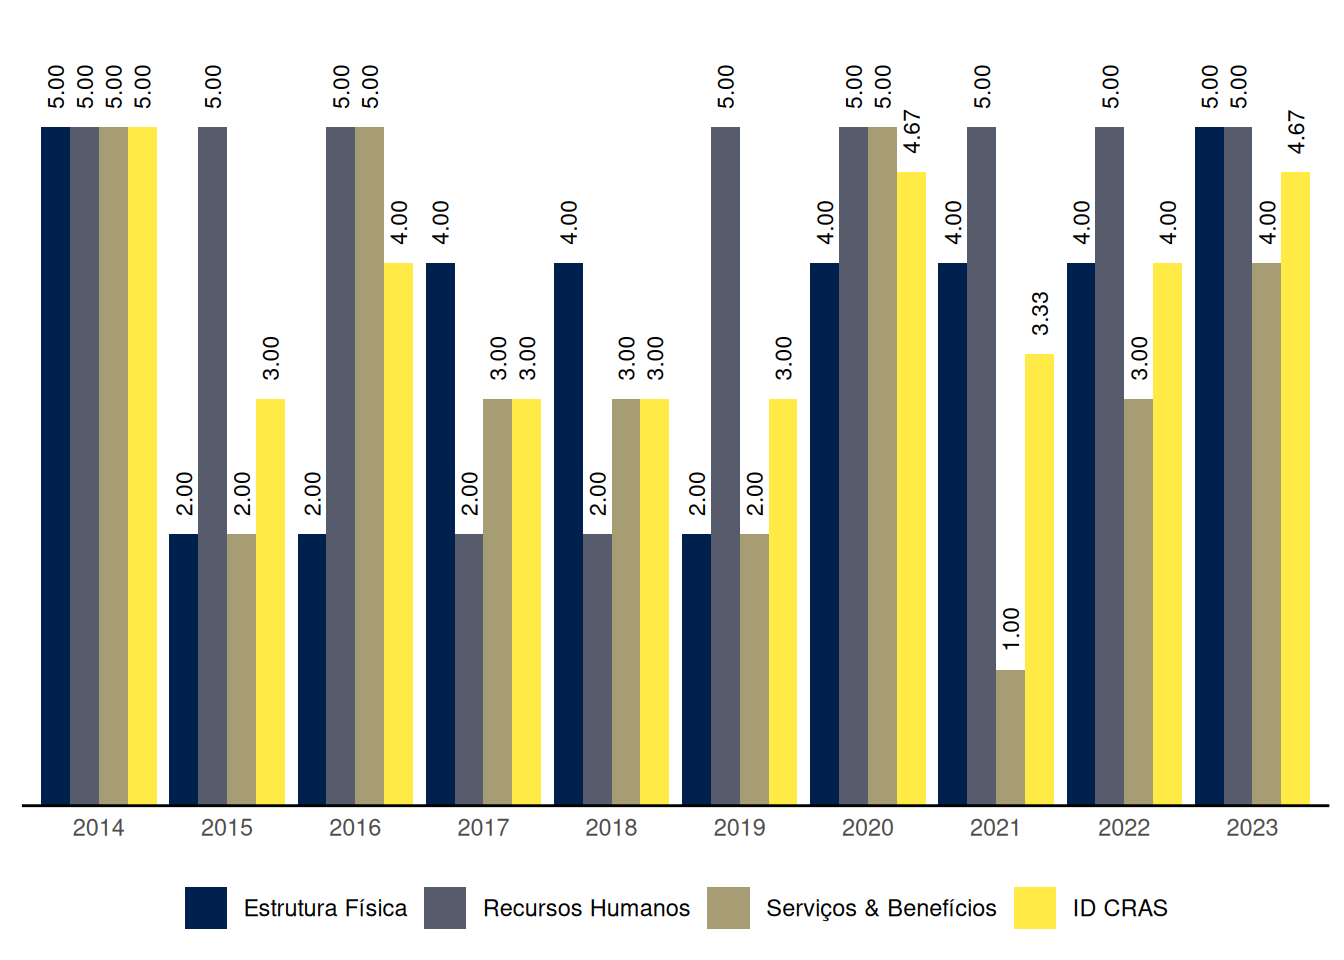 5.00 5.00 5.00 5.00
2.00 5.00 2.00 3.00
2.00 5.00 5.00 4.00
4.00 2.00 3.00 3.00
4.00 2.00 3.00 3.00
2.00 5.00 2.00 3.00
4.00 5.00 5.00 4.67
4.00 5.00 1.00 3.33
4.00 5.00 3.00 4.00
5.00 5.00 4.00 4.67
2014 2015 2016 2017 2018 2019 2020 2021 2022 2023
Estrutura Física Recursos Humanos Serviços & Benefícios ID CRAS